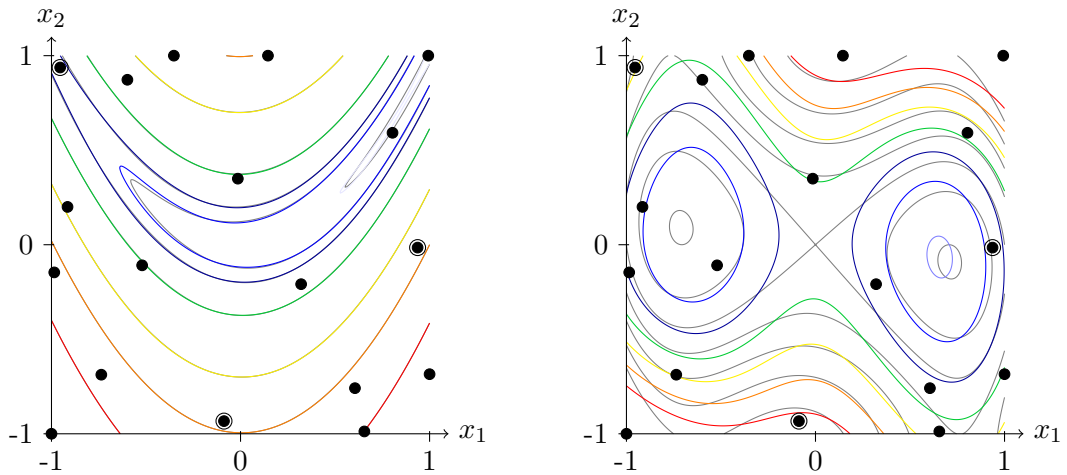 x₂ x₂
1 1
0 0
-1 x₁ -1 x₁
-1 0 1 -1 0 1